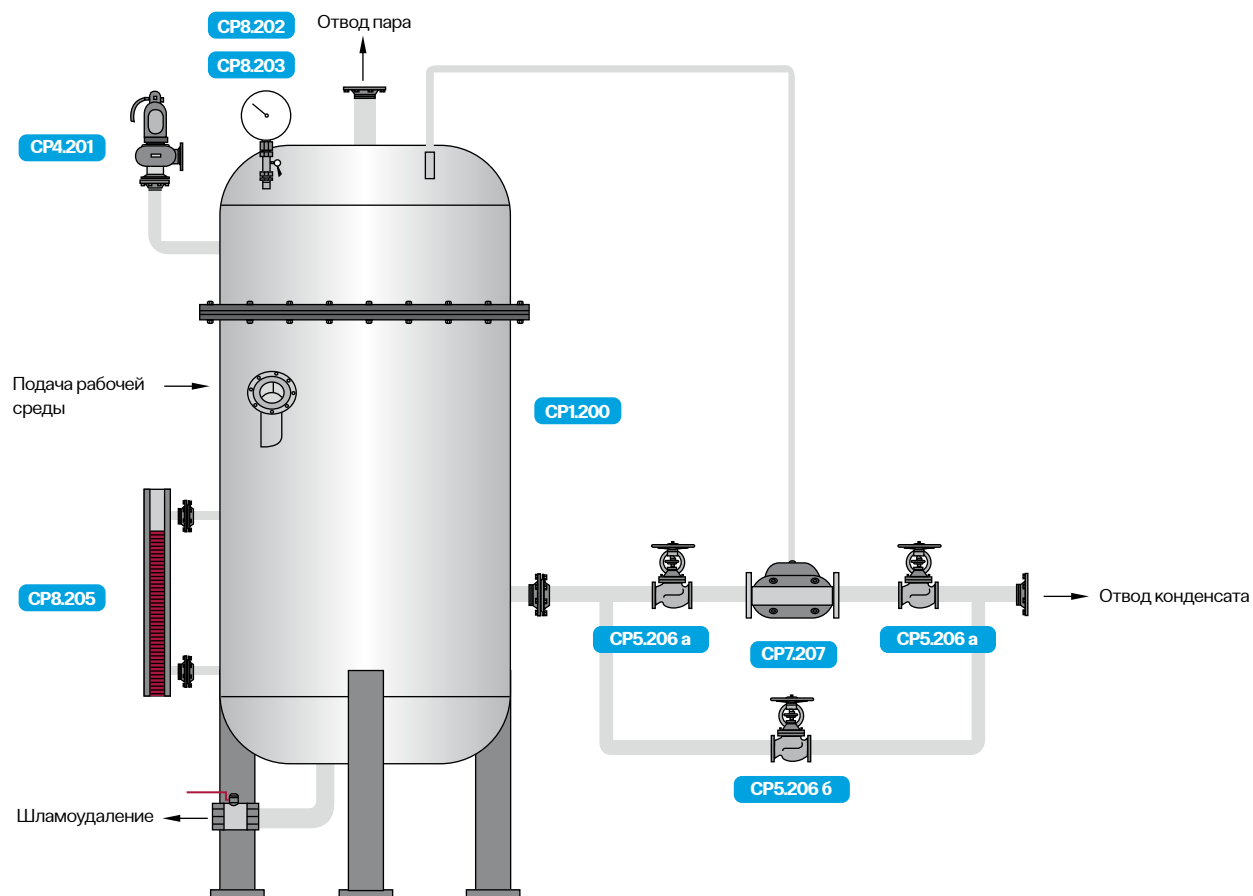 CP8.202
Отвод пара
CP8.203
CP4.201
Подача рабочей
среды
CP1.200
CP8.205
Отвод конденсата
CP5.206 а
CP7.207
CP5.206 а
CP5.206 б
Шламоудаление